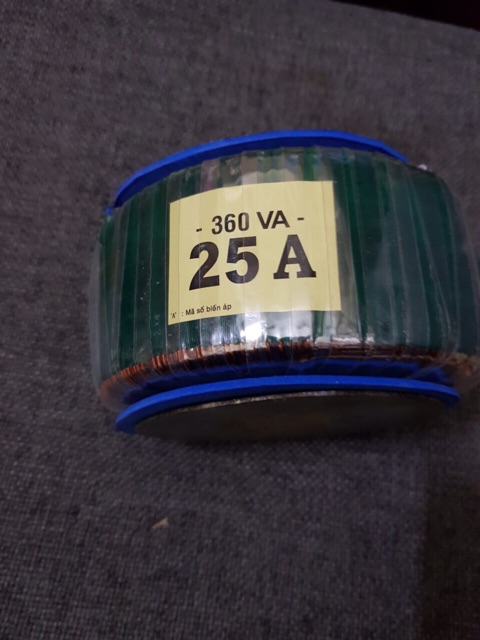 - 360 VA -
25 A
'A' : Mã số biến áp